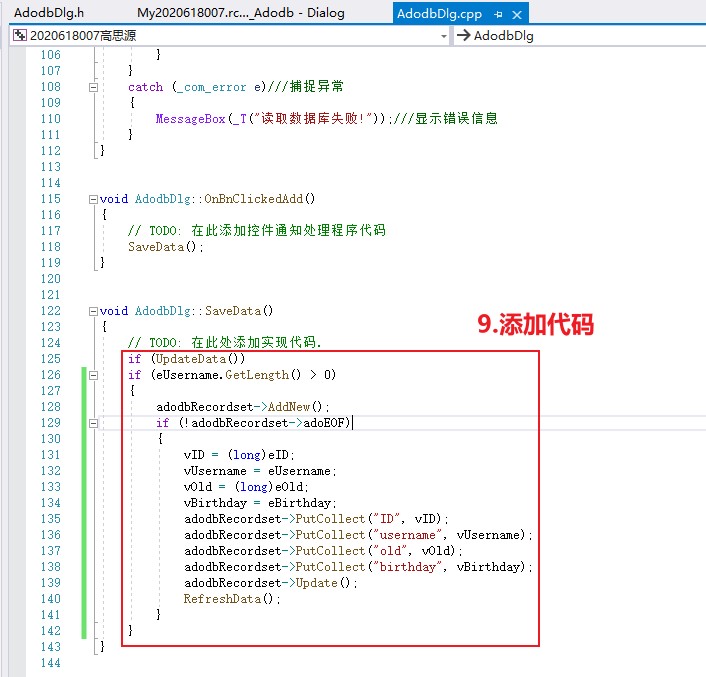 AdodbDlg.h My2020618007.rc..._Adodb - Dialog AdodbDlg.cpp
2020618007高思源 AdodbDlg
106 }
107 }
108 catch (_com_error e)///捕捉异常
109 {
110 MessageBox(_T("读取数据库失败!"));///显示错误信息
111 }
112 }
113
114
115 void AdodbDlg::OnBnClickedAdd()
116 {
117 // TODO: 在此添加控件通知处理程序代码
118 SaveData();
119 }
120
121
122 void AdodbDlg::SaveData()
9.添加代码
123 {
124 // TODO: 在此处添加实现代码.
125 if (UpdateData())
126 if (eUsername.GetLength() > 0)
127 {
128 adodbRecordset->AddNew();
129 if (!adodbRecordset->adoEOF)
130 {
131 vID = (long)eID;
132 vUsername = eUsername;
133 vOld = (long)eOld;
134 vBirthday = eBirthday;
135 adodbRecordset->PutCollect("ID", vID);
136 adodbRecordset->PutCollect("username", vUsername);
137 adodbRecordset->PutCollect("old", vOld);
138 adodbRecordset->PutCollect("birthday", vBirthday);
139 adodbRecordset->Update();
140 RefreshData();
141 }
142 }
143 }
144